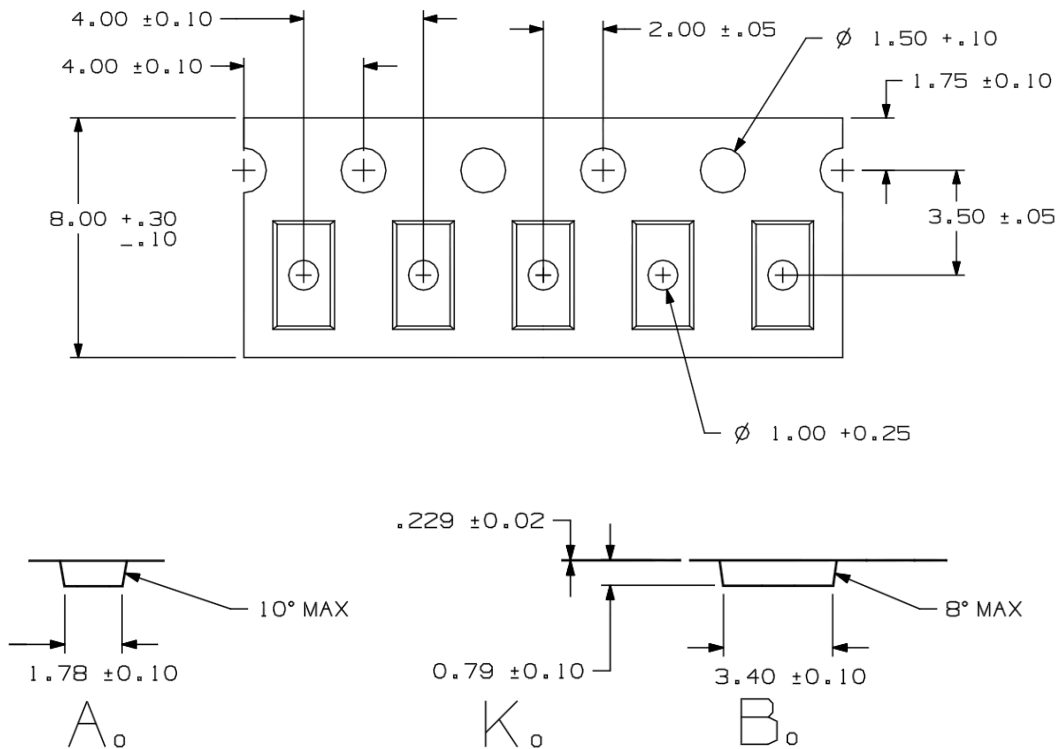 4.00 ±0.10
2.00 ±.05
Ø 1.50 +.10
4.00 ±0.10
1.75 ±0.10
8.00 +.30
-.10
3.50 ±.05
Ø 1.00 +0.25
.229 ±0.02
10° MAX
8° MAX
1.78 ±0.10
0.79 ±0.10
3.40 ±0.10
A₀
K₀
B₀